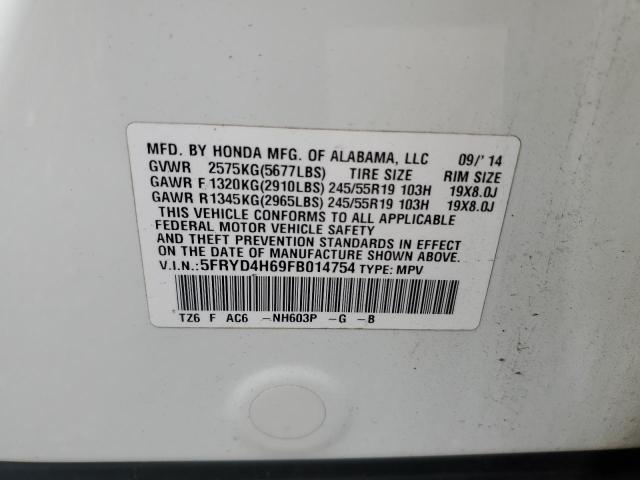 MFD. BY HONDA MFG. OF ALABAMA, LLC 09/' 14
GVWR 2575KG(5677LBS) TIRE SIZE RIM SIZE
GAWR F 1320KG(2910LBS) 245/55R19 103H 19X8.0J
GAWR R 1345KG(2965LBS) 245/55R19 103H 19X8.0J
THIS VEHICLE CONFORMS TO ALL APPLICABLE
FEDERAL MOTOR VEHICLE SAFETY
AND THEFT PREVENTION STANDARDS IN EFFECT
ON THE DATE OF MANUFACTURE SHOWN ABOVE.
V.I.N.: 5FRYD4H69FB014754 TYPE: MPV
TZ6 F AC6 -NH603P -G -B